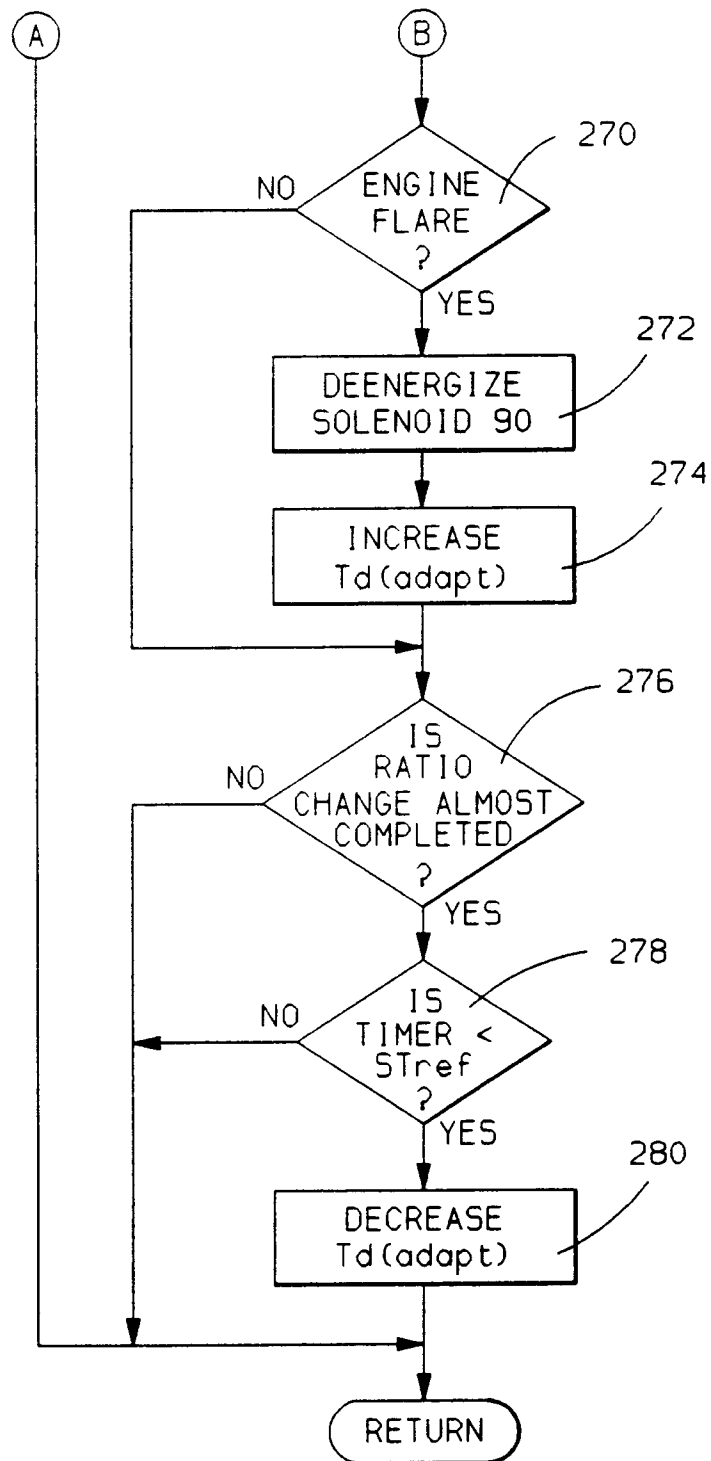 A
B
270
NO
ENGINE
FLARE
?
YES
272
DEENERGIZE
SOLENOID 90
274
INCREASE
Td(adapt)
276
NO
IS
RATIO
CHANGE ALMOST
COMPLETED
?
YES
278
NO
IS
TIMER <
STref
?
YES
280
DECREASE
Td(adapt)
RETURN